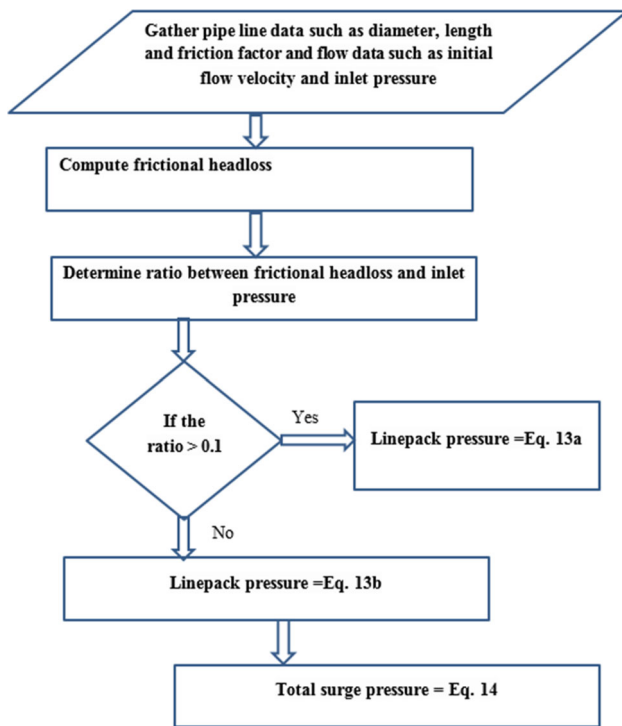 Gather pipe line data such as diameter, length
and friction factor and flow data such as initial
flow velocity and inlet pressure
Compute frictional headloss
Determine ratio between frictional headloss and inlet
pressure
If the
ratio > 0.1
Yes
Linepack pressure =Eq. 13a
No
Linepack pressure =Eq. 13b
Total surge pressure = Eq. 14